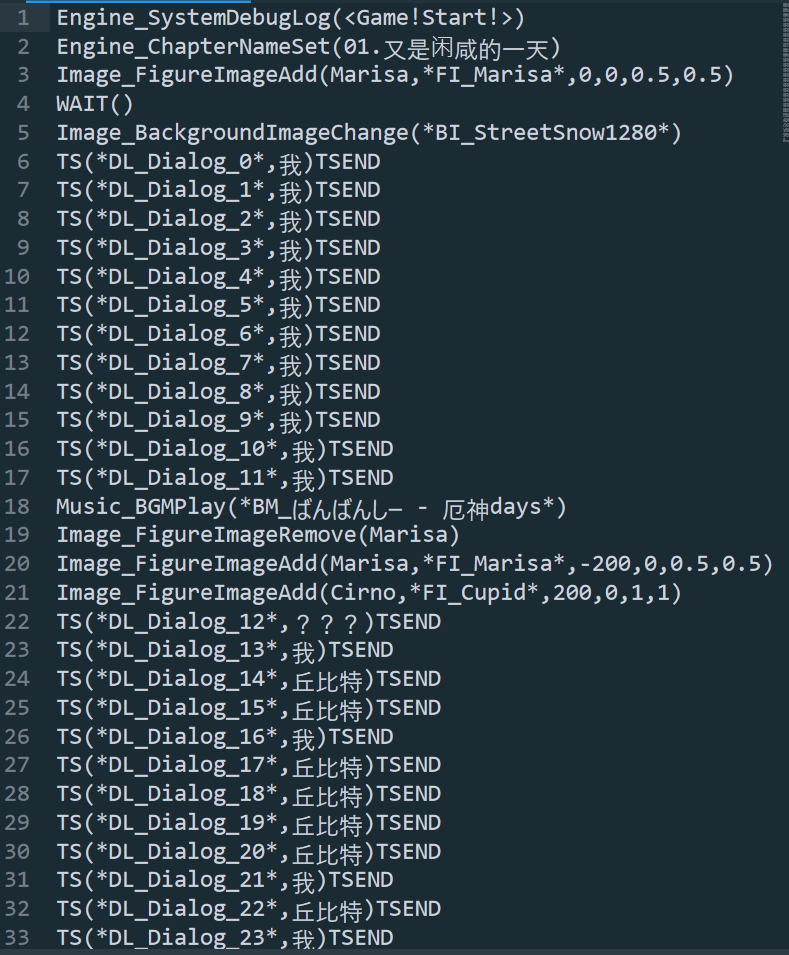 1 Engine_SystemDebugLog(<Game!Start!>)
2 Engine_ChapterNameSet(01.又是闲咸的一天)
3 Image_FigureImageAdd(Marisa,*FI_Marisa*,0,0,0.5,0.5)
4 WAIT()
5 Image_BackgroundImageChange(*BI_StreetSnow1280*)
6 TS(*DL_Dialog_0*,我)TSEND
7 TS(*DL_Dialog_1*,我)TSEND
8 TS(*DL_Dialog_2*,我)TSEND
9 TS(*DL_Dialog_3*,我)TSEND
10 TS(*DL_Dialog_4*,我)TSEND
11 TS(*DL_Dialog_5*,我)TSEND
12 TS(*DL_Dialog_6*,我)TSEND
13 TS(*DL_Dialog_7*,我)TSEND
14 TS(*DL_Dialog_8*,我)TSEND
15 TS(*DL_Dialog_9*,我)TSEND
16 TS(*DL_Dialog_10*,我)TSEND
17 TS(*DL_Dialog_11*,我)TSEND
18 Music_BGMPlay(*BM_ばんばんしー - 厄神days*)
19 Image_FigureImageRemove(Marisa)
20 Image_FigureImageAdd(Marisa,*FI_Marisa*,-200,0,0.5,0.5)
21 Image_FigureImageAdd(Cirno,*FI_Cupid*,200,0,1,1)
22 TS(*DL_Dialog_12*,？？？)TSEND
23 TS(*DL_Dialog_13*,我)TSEND
24 TS(*DL_Dialog_14*,丘比特)TSEND
25 TS(*DL_Dialog_15*,丘比特)TSEND
26 TS(*DL_Dialog_16*,我)TSEND
27 TS(*DL_Dialog_17*,丘比特)TSEND
28 TS(*DL_Dialog_18*,丘比特)TSEND
29 TS(*DL_Dialog_19*,丘比特)TSEND
30 TS(*DL_Dialog_20*,丘比特)TSEND
31 TS(*DL_Dialog_21*,我)TSEND
32 TS(*DL_Dialog_22*,丘比特)TSEND
33 TS(*DL_Dialog_23*,我)TSEND